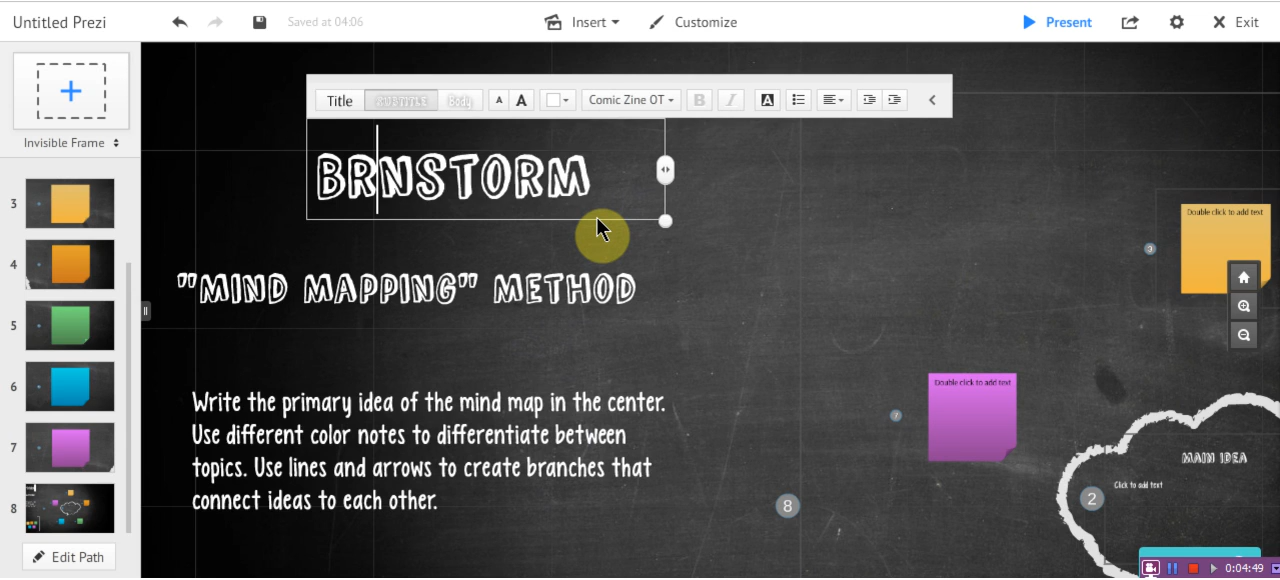 Untitled Prezi
Saved at 04:06
Insert
Customize
Present
Exit
Invisible Frame
Title
SUBTITLE
Body
A
A
Comic Zine OT
B
I
A
BRNSTORM
"MIND MAPPING" METHOD
Write the primary idea of the mind map in the center.
Use different color notes to differentiate between
topics. Use lines and arrows to create branches that
connect ideas to each other.
3
4
5
6
7
8
Edit Path
Double click to add text
3
Double click to add text
7
8
MAIN IDEA
Click to add text
2
0:04:49